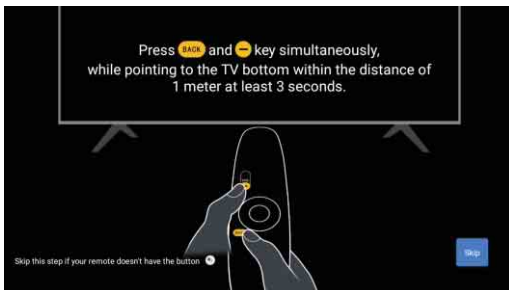 Press BACK and − key simultaneously,
while pointing to the TV bottom within the distance of
1 meter at least 3 seconds.
Skip this step if your remote doesn't have the button
Skip